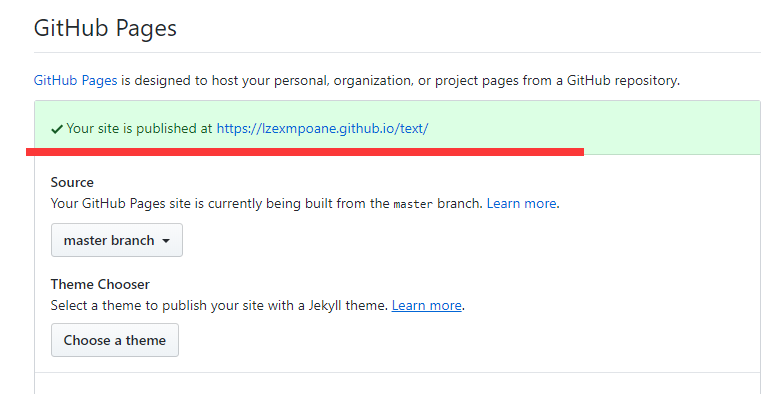 GitHub Pages
GitHub Pages is designed to host your personal, organization, or project pages from a GitHub repository.
Your site is published at https://lzexmpoane.github.io/text/
Source
Your GitHub Pages site is currently being built from the master branch. Learn more.
master branch
Theme Chooser
Select a theme to publish your site with a Jekyll theme. Learn more.
Choose a theme